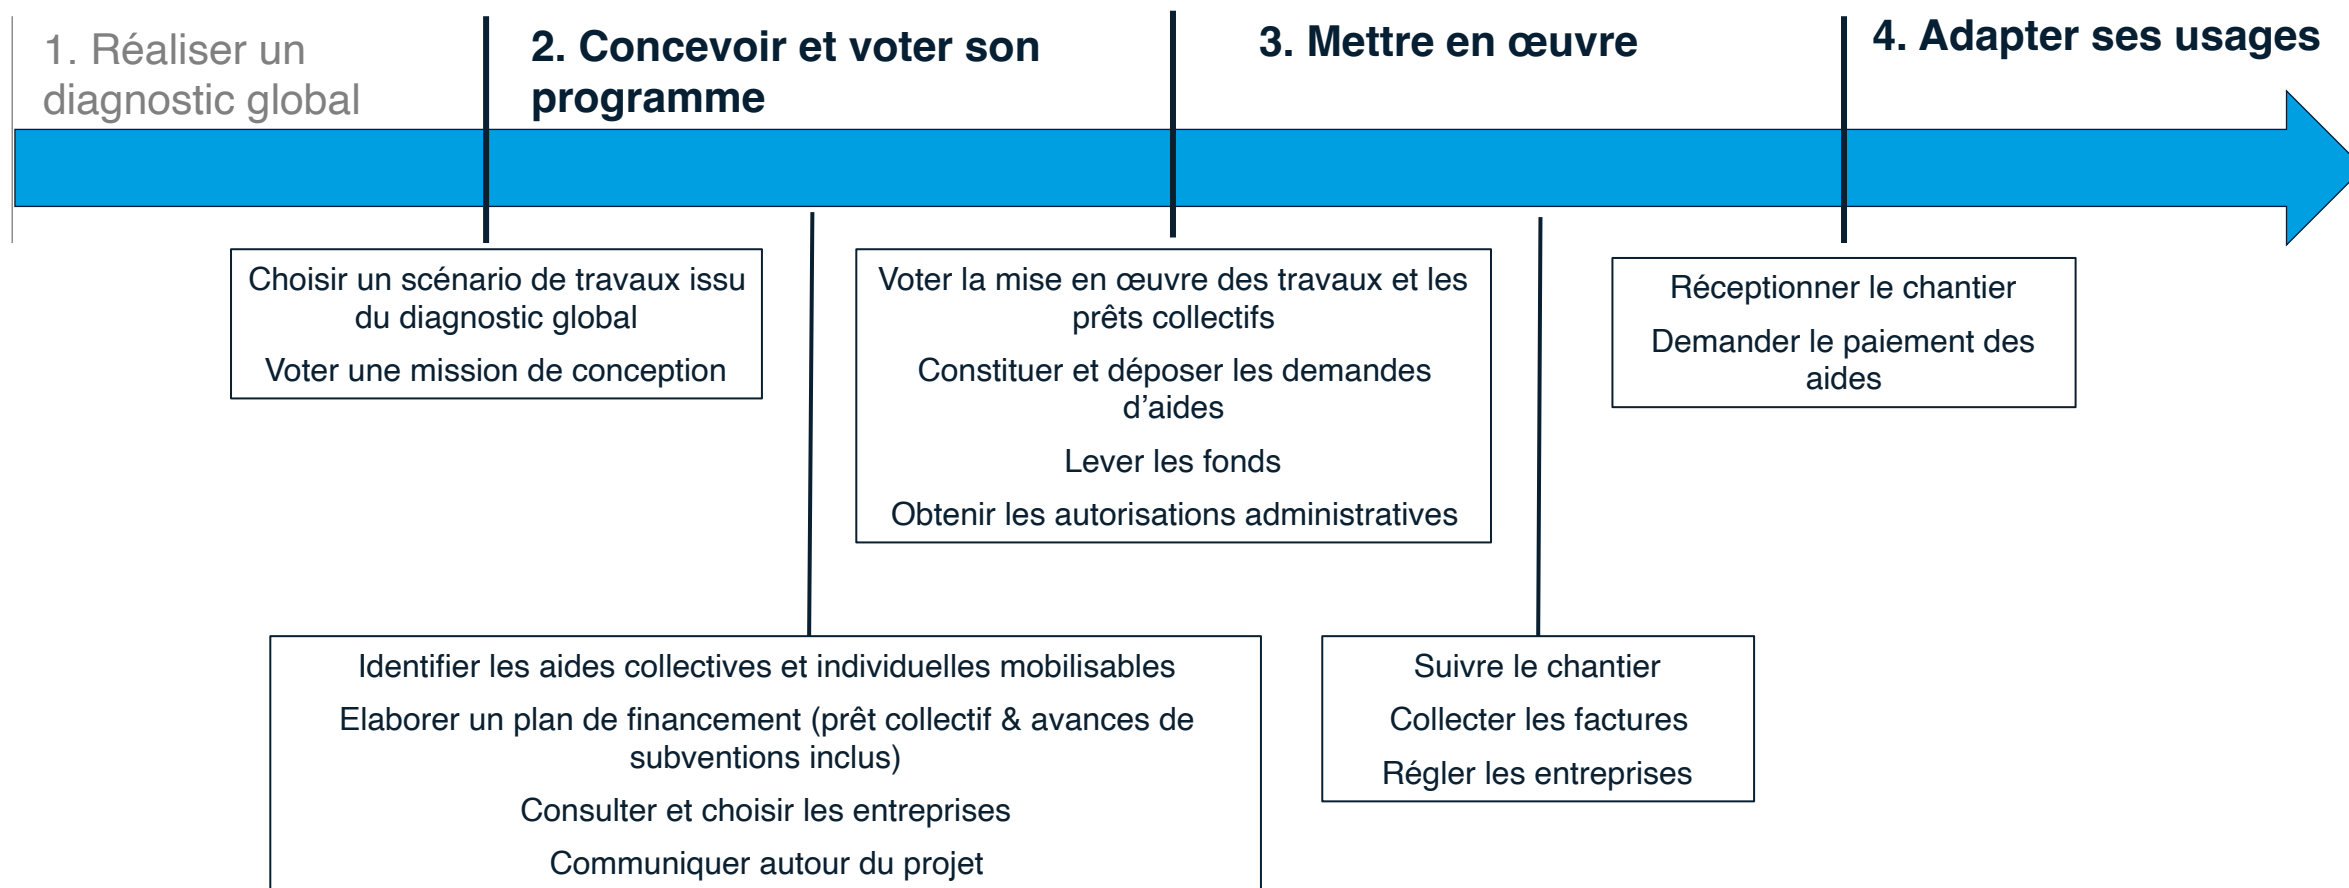 1. Réaliser un
diagnostic global
2. Concevoir et voter son
programme
3. Mettre en œuvre
4. Adapter ses usages
Choisir un scénario de travaux issu
du diagnostic global
Voter une mission de conception
Voter la mise en œuvre des travaux et les
prêts collectifs
Constituer et déposer les demandes
d’aides
Lever les fonds
Obtenir les autorisations administratives
Réceptionner le chantier
Demander le paiement des
aides
Identifier les aides collectives et individuelles mobilisables
Elaborer un plan de financement (prêt collectif & avances de
subventions inclus)
Consulter et choisir les entreprises
Communiquer autour du projet
Suivre le chantier
Collecter les factures
Régler les entreprises